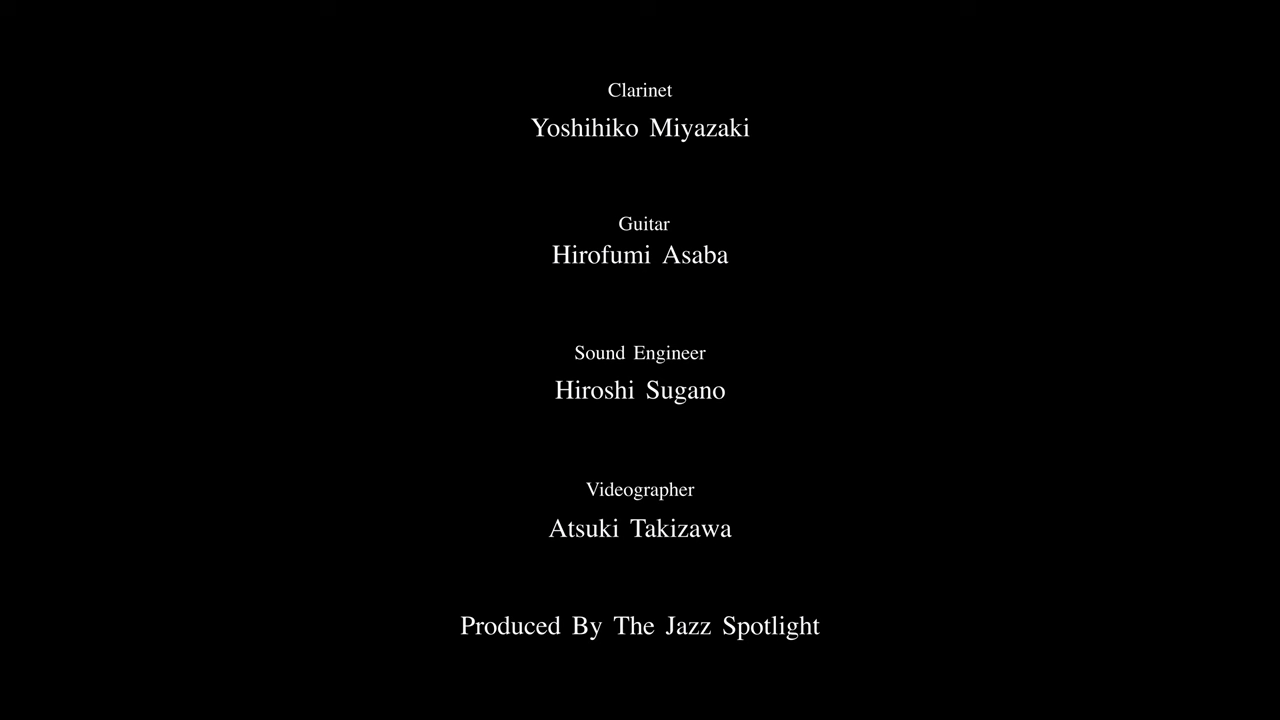 Clarinet
Yoshihiko Miyazaki
Guitar
Hirofumi Asaba
Sound Engineer
Hiroshi Sugano
Videographer
Atsuki Takizawa
Produced By The Jazz Spotlight